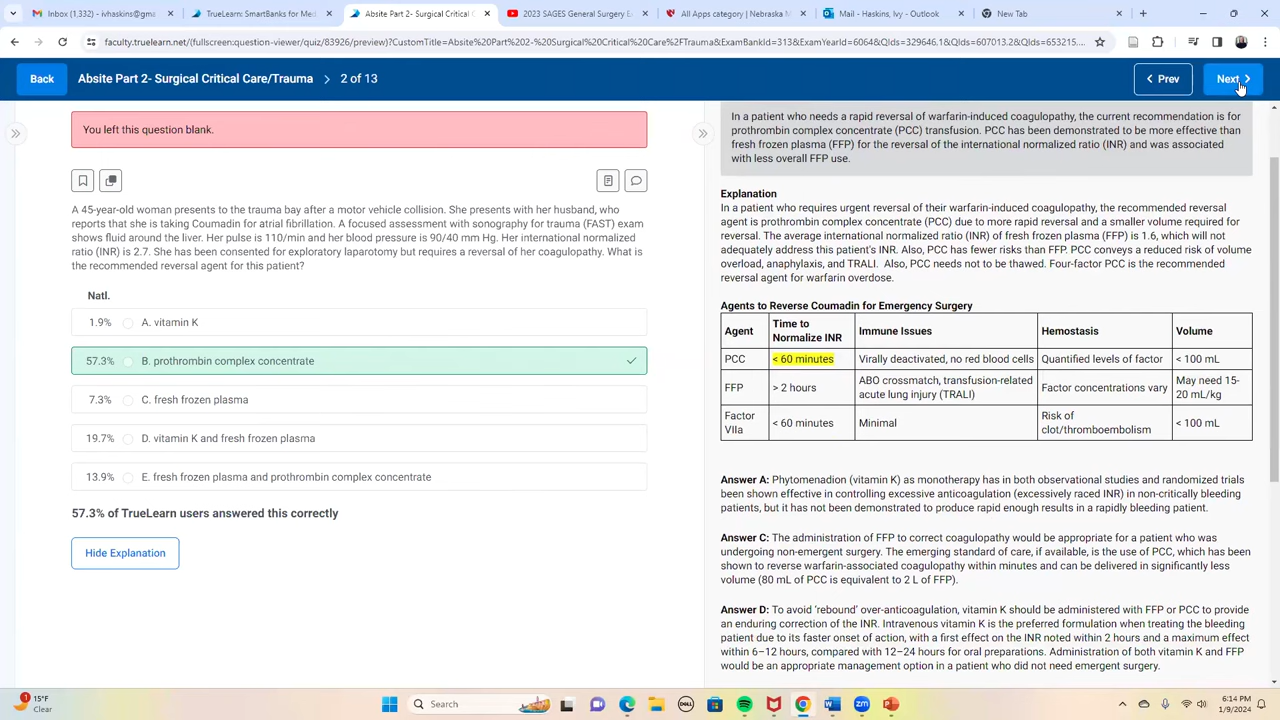 Inbox (1,332) - ivhaskins@gma
TrueLearn: SmartBanks for Med
Absite Part 2- Surgical Critical C
2023 SAGES General Surgery E
All Apps category | Nebraska M
Mail - Haskins, Ivy - Outlook
New Tab
faculty.truelearn.net/(fullscreen:question-viewer/quiz/83926/preview)?CustomTitle=Absite%20Part%202-%20Surgical%20Critical%20Care%2FTrauma&ExamBankId=313&ExamYearId=6064&QIds=329646.1&QIds=607013.2&QIds=653215....
Back
Absite Part 2- Surgical Critical Care/Trauma > 2 of 13
Prev
Next
You left this question blank.
A 45-year-old woman presents to the trauma bay after a motor vehicle collision. She presents with her husband, who
reports that she is taking Coumadin for atrial fibrillation. A focused assessment with sonography for trauma (FAST) exam
shows fluid around the liver. Her pulse is 110/min and her blood pressure is 90/40 mm Hg. Her international normalized
ratio (INR) is 2.7. She has been consented for exploratory laparotomy but requires a reversal of her coagulopathy. What is
the recommended reversal agent for this patient?
Natl.
1.9% A. vitamin K
57.3% B. prothrombin complex concentrate
7.3% C. fresh frozen plasma
19.7% D. vitamin K and fresh frozen plasma
13.9% E. fresh frozen plasma and prothrombin complex concentrate
57.3% of TrueLearn users answered this correctly
Hide Explanation
In a patient who needs a rapid reversal of warfarin-induced coagulopathy, the current recommendation is for
prothrombin complex concentrate (PCC) transfusion. PCC has been demonstrated to be more effective than
fresh frozen plasma (FFP) for the reversal of the international normalized ratio (INR) and was associated
with less overall FFP use.
Explanation
In a patient who requires urgent reversal of their warfarin-induced coagulopathy, the recommended reversal
agent is prothrombin complex concentrate (PCC) due to more rapid reversal and a smaller volume required for
reversal. The average international normalized ratio (INR) of fresh frozen plasma (FFP) is 1.6, which will not
adequately address this patient's INR. Also, PCC has fewer risks than FFP. PCC conveys a reduced risk of volume
overload, anaphylaxis, and TRALI. Also, PCC needs not to be thawed. Four-factor PCC is the recommended
reversal agent for warfarin overdose.
Agents to Reverse Coumadin for Emergency Surgery
Agent Time to Normalize INR Immune Issues Hemostasis Volume
PCC < 60 minutes Virally deactivated, no red blood cells Quantified levels of factor < 100 mL
FFP > 2 hours ABO crossmatch, transfusion-related acute lung injury (TRALI) Factor concentrations vary May need 15-20 mL/kg
Factor VIIa < 60 minutes Minimal Risk of clot/thromboembolism < 100 mL
Answer A: Phytomenadion (vitamin K) as monotherapy has in both observational studies and randomized trials
been shown effective in controlling excessive anticoagulation (excessively raced INR) in non-critically bleeding
patients, but it has not been demonstrated to produce rapid enough results in a rapidly bleeding patient.
Answer C: The administration of FFP to correct coagulopathy would be appropriate for a patient who was
undergoing non-emergent surgery. The emerging standard of care, if available, is the use of PCC, which has been
shown to reverse warfarin-associated coagulopathy within minutes and can be delivered in significantly less
volume (80 mL of PCC is equivalent to 2 L of FFP).
Answer D: To avoid 'rebound' over-anticoagulation, vitamin K should be administered with FFP or PCC to provide
an enduring correction of the INR. Intravenous vitamin K is the preferred formulation when treating the bleeding
patient due to its faster onset of action, with a first effect on the INR noted within 2 hours and a maximum effect
within 6–12 hours, compared with 12–24 hours for oral preparations. Administration of both vitamin K and FFP
would be an appropriate management option in a patient who did not need emergent surgery.
1
15°F
Clear
Search
DELL
zm
6:14 PM
1/9/2024